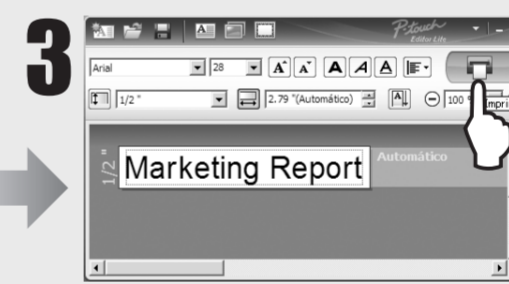 3
P-touch
Editor Lite
Arial
28
A A A A A
1/2 "
2.79 "(Automático)
A
100
Impri
1/2 "
Marketing Report
Automático